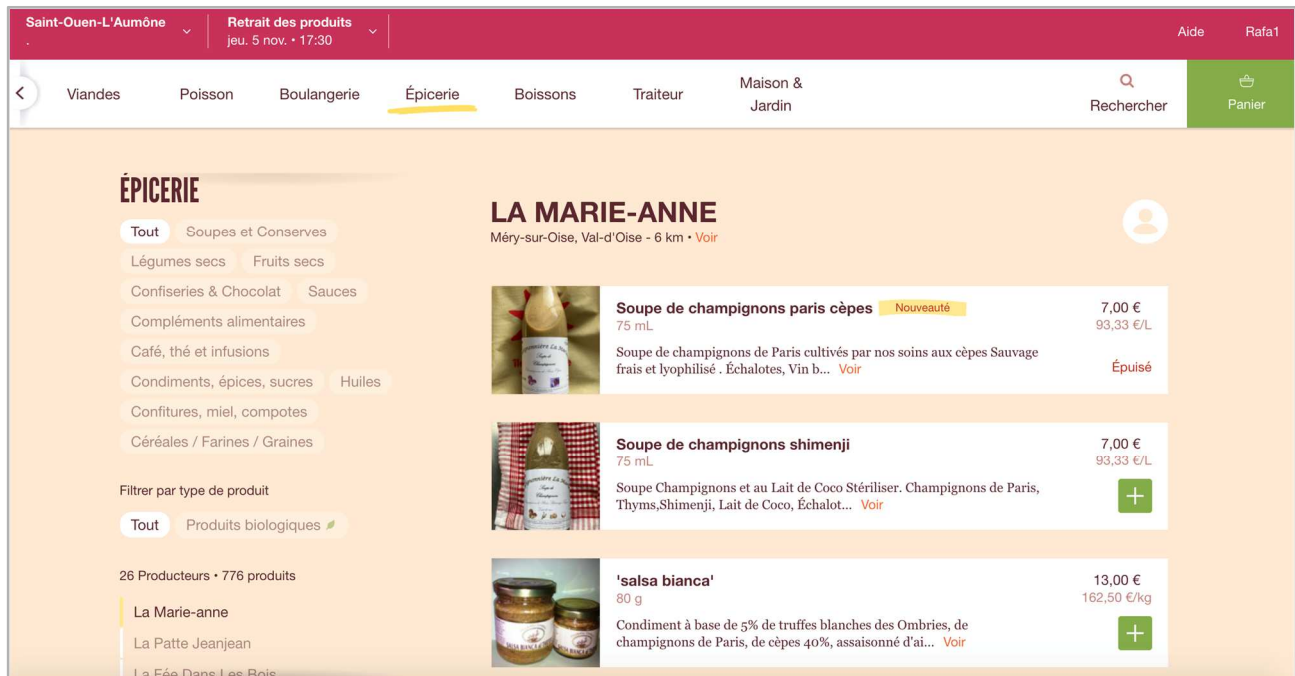 Saint-Ouen-L'Aumône
.
Retrait des produits
jeu. 5 nov. • 17:30
Aide
Rafa1
Viandes
Poisson
Boulangerie
Épicerie
Boissons
Traiteur
Maison &
Jardin
Rechercher
Panier
ÉPICERIE
Tout Soupes et Conserves
Légumes secs Fruits secs
Confiseries & Chocolat Sauces
Compléments alimentaires
Café, thé et infusions
Condiments, épices, sucres Huiles
Confitures, miel, compotes
Céréales / Farines / Graines
Filtrer par type de produit
Tout Produits biologiques
26 Producteurs • 776 produits
La Marie-anne
La Patte Jeanjean
La Fée Dans Les Bois
LA MARIE-ANNE
Méry-sur-Oise, Val-d'Oise - 6 km • Voir
Soupe de champignons paris cèpes Nouveauté
75 mL
Soupe de champignons de Paris cultivés par nos soins aux cèpes Sauvage
frais et lyophilisé . Échalotes, Vin b... Voir
7,00 €
93,33 €/L
Épuisé
Soupe de champignons shimenji
75 mL
Soupe Champignons et au Lait de Coco Stériliser. Champignons de Paris,
Thyms,Shimenji, Lait de Coco, Échalot... Voir
7,00 €
93,33 €/L
'salsa bianca'
80 g
Condiment à base de 5% de truffes blanches des Ombries, de
champignons de Paris, de cèpes 40%, assaisonné d'ai... Voir
13,00 €
162,50 €/kg